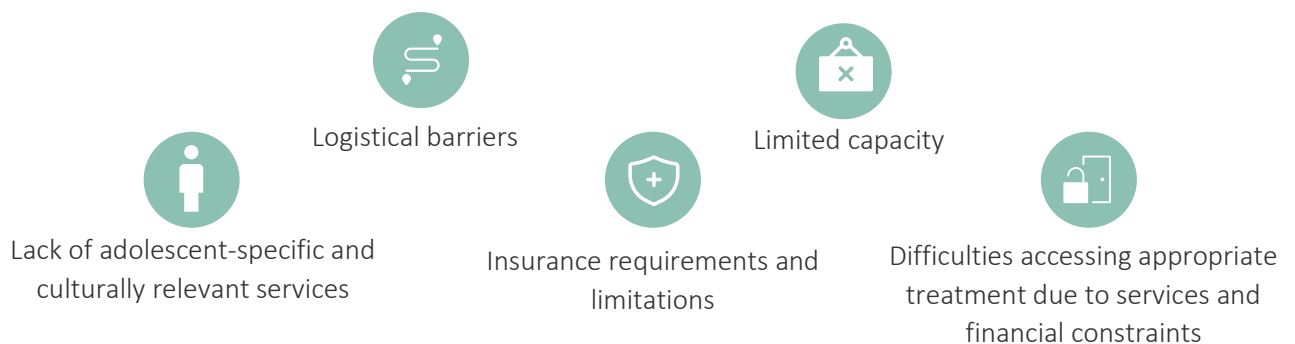 Logistical barriers
Limited capacity
Lack of adolescent-specific and
culturally relevant services
Insurance requirements and
limitations
Difficulties accessing appropriate
treatment due to services and
financial constraints